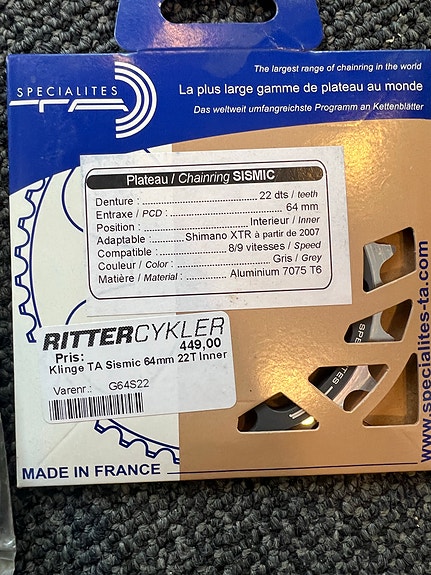 SPECIALITES
TA
The largest range of chainring in the world
La plus large gamme de plateau au monde
Das weltweit umfangreichste Programm an Kettenblätter
Plateau / Chainring SISMIC
Denture : ........ 22 dts / teeth
Entraxe / PCD : ........ 64 mm
Position : ........ Interieur / Inner
Adaptable : ........ Shimano XTR à partir de 2007
Compatible : ........ 8/9 vitesses / Speed
Couleur / Color : ........ Gris / Grey
Matière / Material : ........ Aluminium 7075 T6
RITTERCYKLER
Pris: 449,00
Klinge TA Sismic 64mm 22T Inner
Varenr.: G64S22
MADE IN FRANCE
www.specialites-ta.com